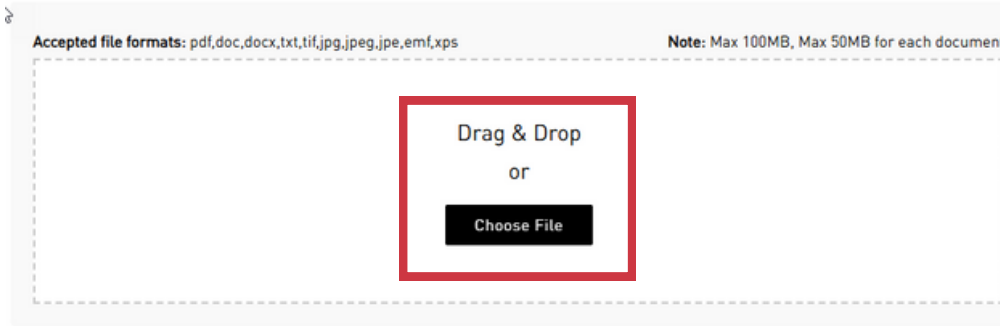 Accepted file formats: pdf,doc,docx,txt,tif,jpg,jpeg,jpe,emf,xps
Note: Max 100MB, Max 50MB for each documen
Drag & Drop
or
Choose File